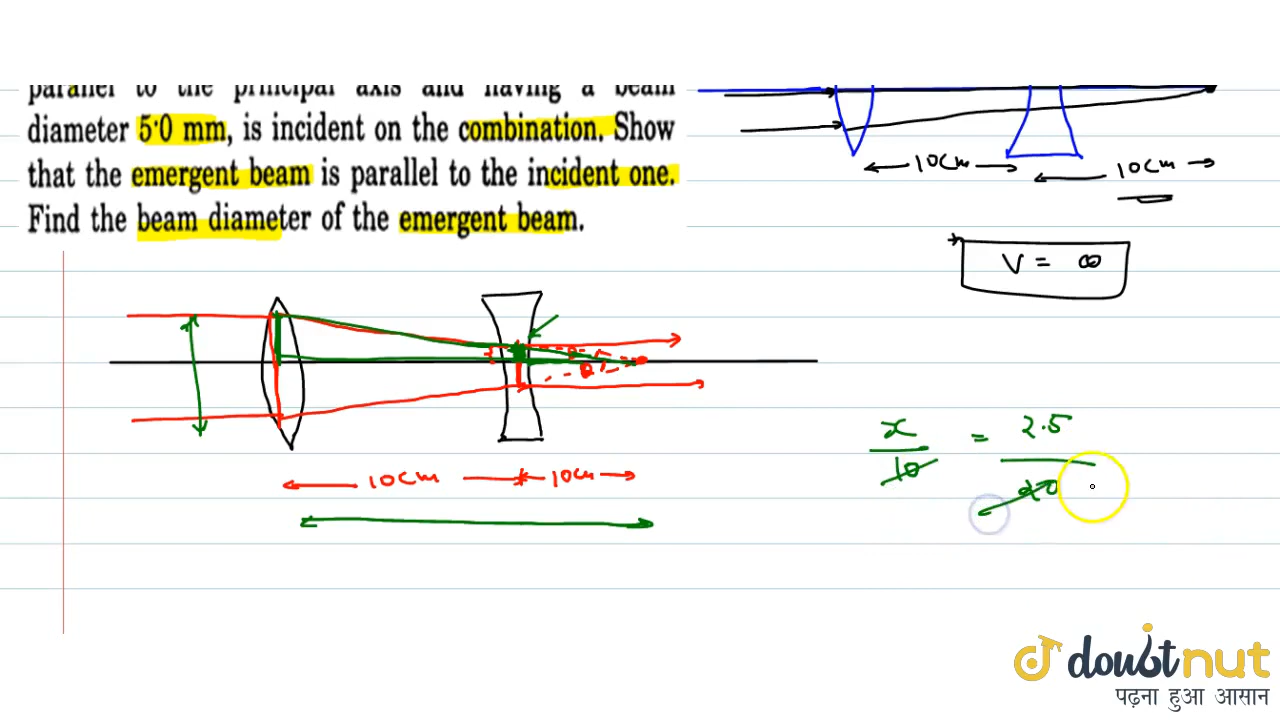 parallel to the principal axis and having a beam
diameter 5·0 mm, is incident on the combination. Show
that the emergent beam is parallel to the incident one.
Find the beam diameter of the emergent beam.
10cm
10cm
V = ∞
10cm
10cm
x
10
=
2.5
20
doubtnut
पढ़ना हुआ आसान